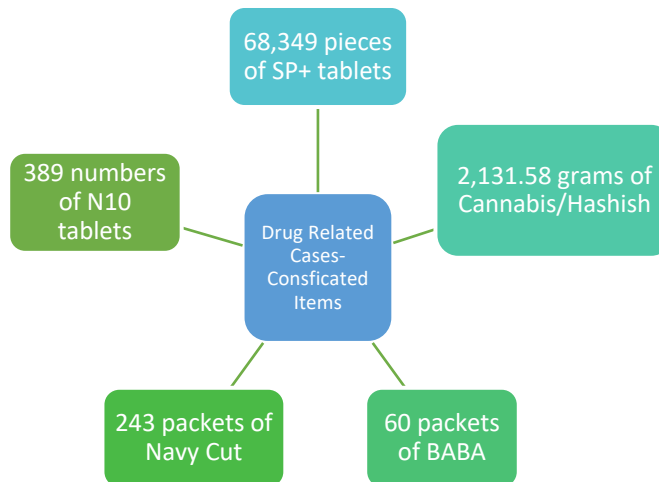 68,349 pieces
of SP+ tablets
389 numbers
of N10
tablets
2,131.58 grams of
Cannabis/Hashish
Drug Related
Cases-
Consficated
Items
243 packets of
Navy Cut
60 packets
of BABA